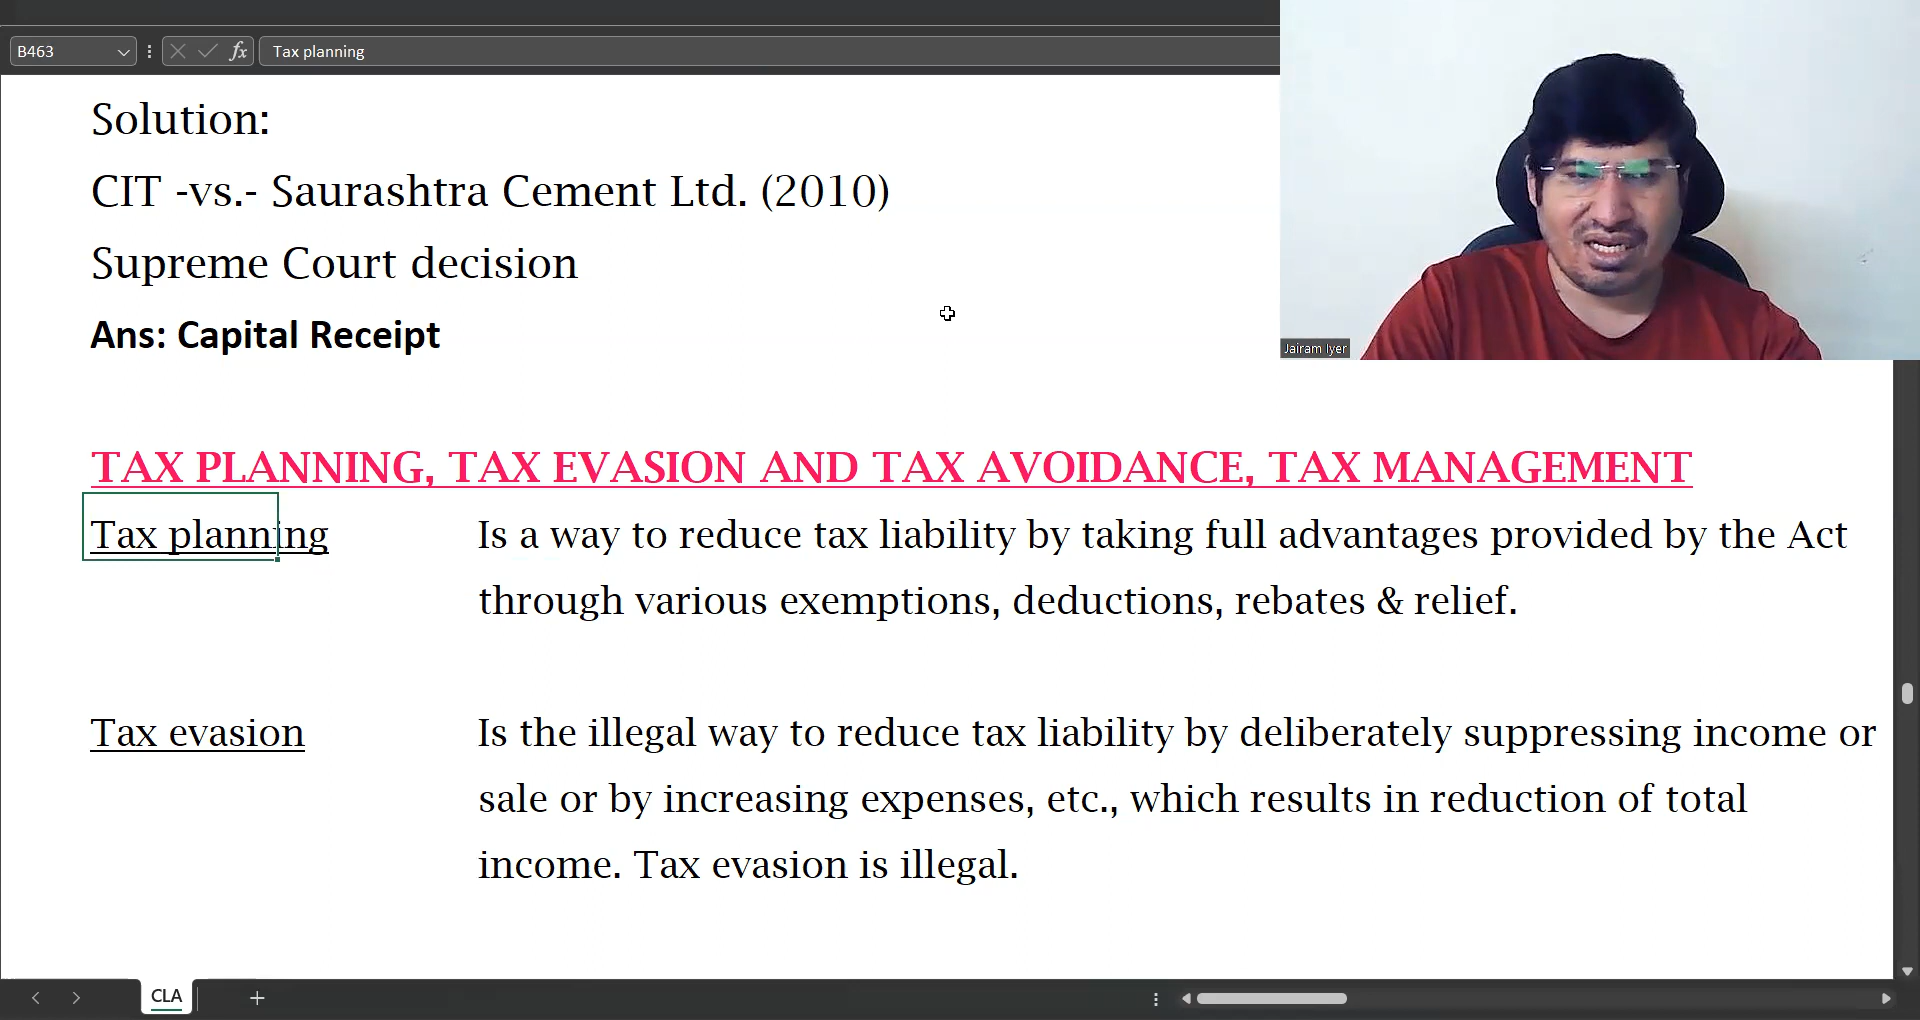 B463
fx
Tax planning
Solution:
CIT -vs.- Saurashtra Cement Ltd. (2010)
Supreme Court decision
Ans: Capital Receipt
Jairam Iyer
TAX PLANNING, TAX EVASION AND TAX AVOIDANCE, TAX MANAGEMENT
Tax planning Is a way to reduce tax liability by taking full advantages provided by the Act
through various exemptions, deductions, rebates & relief.
Tax evasion Is the illegal way to reduce tax liability by deliberately suppressing income or
sale or by increasing expenses, etc., which results in reduction of total
income. Tax evasion is illegal.
CLA